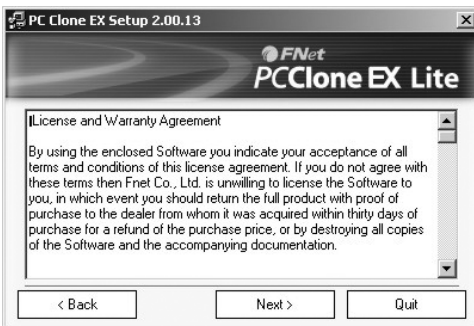 PC Clone EX Setup 2.00.13
FNet
PCClone EX Lite
License and Warranty Agreement
By using the enclosed Software you indicate your acceptance of all
terms and conditions of this license agreement. If you do not agree with
these terms then Fnet Co., Ltd. is unwilling to license the Software to
you, in which event you should return the full product with proof of
purchase to the dealer from whom it was acquired within thirty days of
purchase for a refund of the purchase price, or by destroying all copies
of the Software and the accompanying documentation.
< Back
Next >
Quit